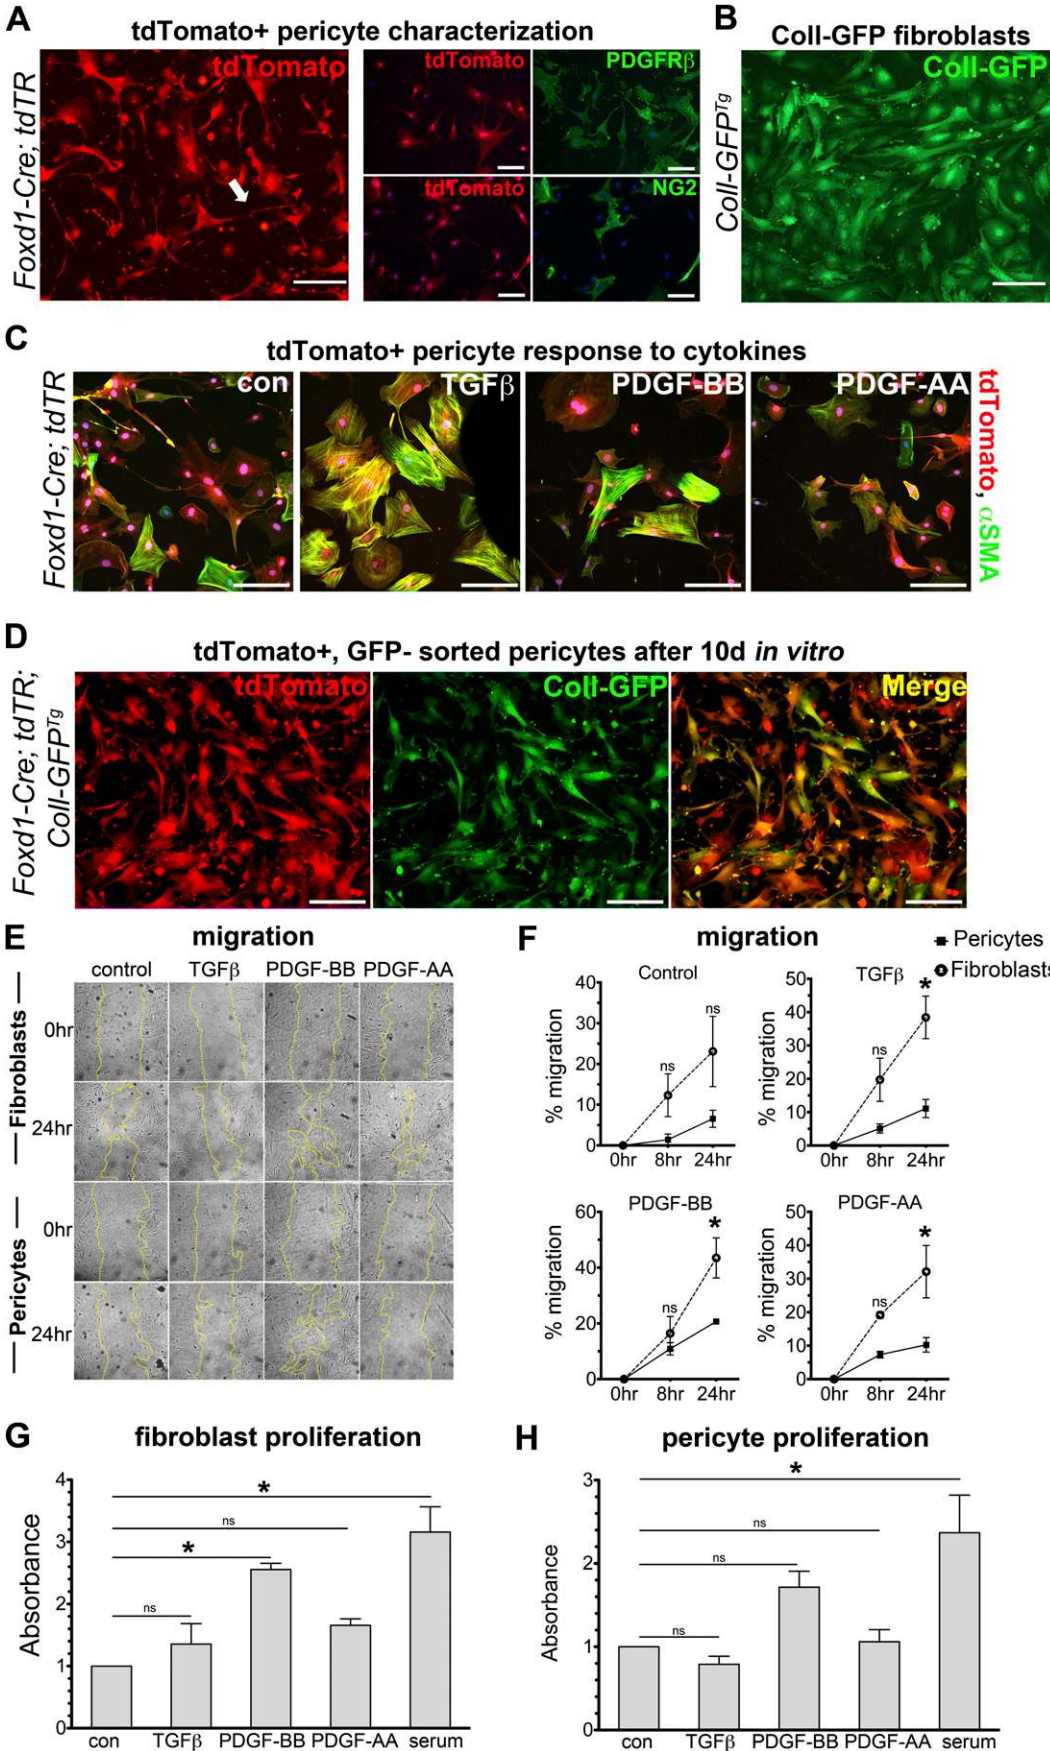 A
tdTomato+ pericyte characterization
Foxd1-Cre; tdTR
tdTomato
tdTomato
PDGFRβ
tdTomato
NG2
B
Coll-GFP fibroblasts
Coll-GFPTg
Coll-GFP
C
tdTomato+ pericyte response to cytokines
Foxd1-Cre; tdTR
con
TGFβ
PDGF-BB
PDGF-AA
tdTomato, αSMA
D
tdTomato+, GFP- sorted pericytes after 10d in vitro
Foxd1-Cre; tdTR;
Coll-GFPTg
tdTomato
Coll-GFP
Merge
E
migration
control
TGFβ
PDGF-BB
PDGF-AA
Fibroblasts
0hr
24hr
Pericytes
0hr
24hr
F
migration
Pericytes
Fibroblasts
Control
% migration
40
30
20
10
0
ns
ns
0hr
8hr
24hr
TGFβ
% migration
50
40
30
20
10
0
ns
*
0hr
8hr
24hr
PDGF-BB
% migration
60
40
20
0
ns
*
0hr
8hr
24hr
PDGF-AA
% migration
50
40
30
20
10
0
ns
*
0hr
8hr
24hr
G
fibroblast proliferation
Absorbance
4
3
2
1
0
*
ns
*
ns
con
TGFβ
PDGF-BB
PDGF-AA
serum
H
pericyte proliferation
Absorbance
3
2
1
0
*
ns
ns
ns
con
TGFβ
PDGF-BB
PDGF-AA
serum